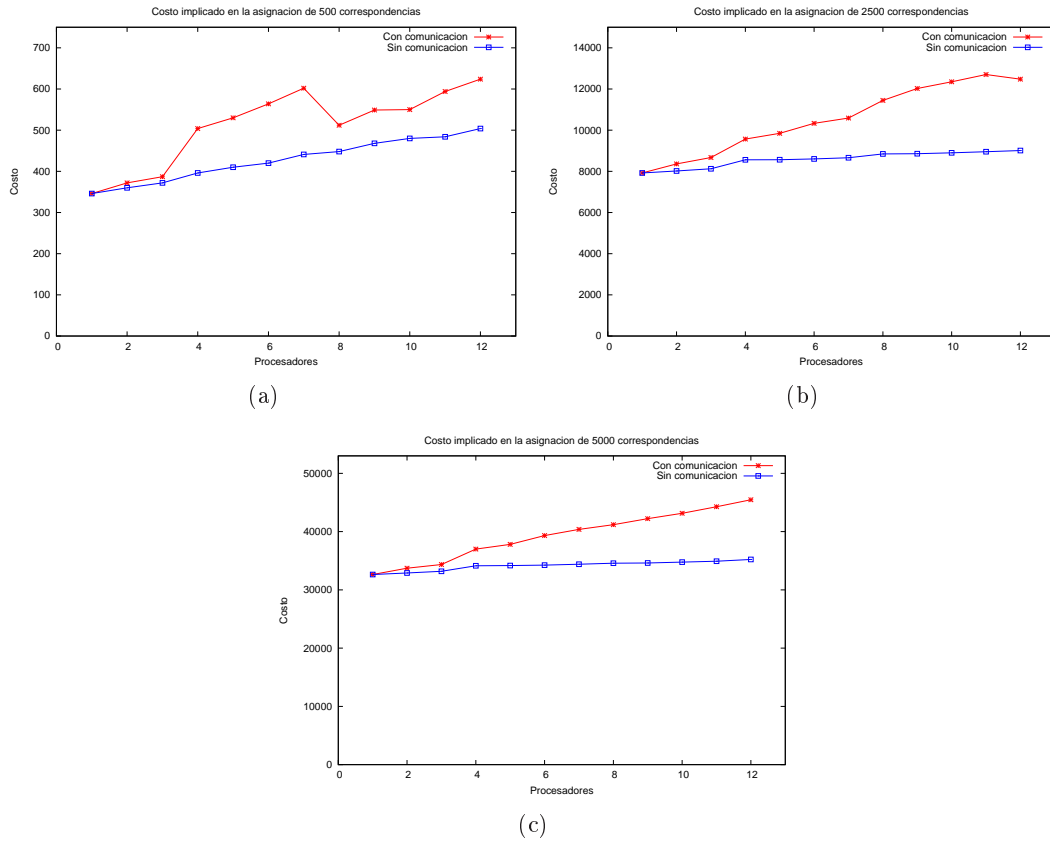 Costo implicado en la asignacion de 500 correspondencias
700
600
500
400
300
200
100
0
Costo
0 2 4 6 8 10 12
Procesadores
Con comunicacion
Sin comunicacion
(a)
Costo implicado en la asignacion de 2500 correspondencias
14000
12000
10000
8000
6000
4000
2000
0
Costo
0 2 4 6 8 10 12
Procesadores
Con comunicacion
Sin comunicacion
(b)
Costo implicado en la asignacion de 5000 correspondencias
50000
40000
30000
20000
10000
0
Costo
0 2 4 6 8 10 12
Procesadores
Con comunicacion
Sin comunicacion
(c)